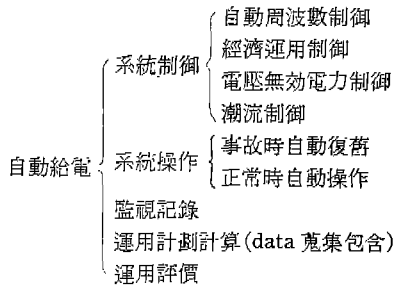 自動周波數制御
系統制御
經濟運用制御
電壓無効電力制御
潮流制御
自動給電
系統操作
事故時自動復舊
正常時自動操作
監視記錄
運用計劃計算(data 蒐集包含)
運用評價